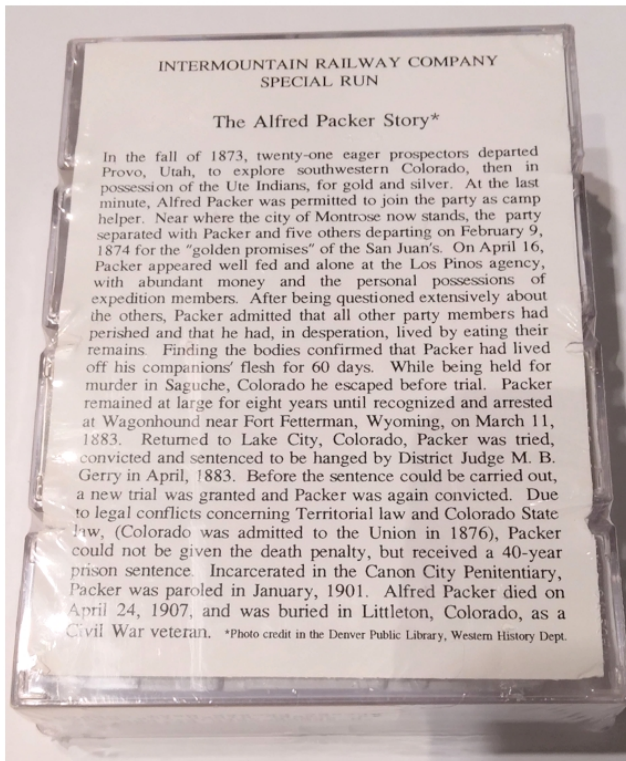 INTERMOUNTAIN RAILWAY COMPANY
SPECIAL RUN
The Alfred Packer Story*
In the fall of 1873, twenty-one eager prospectors departed
Provo, Utah, to explore southwestern Colorado, then in
possession of the Ute Indians, for gold and silver. At the last
minute, Alfred Packer was permitted to join the party as camp
helper. Near where the city of Montrose now stands, the party
separated with Packer and five others departing on February 9,
1874 for the "golden promises" of the San Juan's. On April 16,
Packer appeared well fed and alone at the Los Pinos agency,
with abundant money and the personal possessions of
expedition members. After being questioned extensively about
the others, Packer admitted that all other party members had
perished and that he had, in desperation, lived by eating their
remains. Finding the bodies confirmed that Packer had lived
off his companions' flesh for 60 days. While being held for
murder in Saguche, Colorado he escaped before trial. Packer
remained at large for eight years until recognized and arrested
at Wagonhound near Fort Fetterman, Wyoming, on March 11,
1883. Returned to Lake City, Colorado, Packer was tried,
convicted and sentenced to be hanged by District Judge M. B.
Gerry in April, 1883. Before the sentence could be carried out,
a new trial was granted and Packer was again convicted. Due
to legal conflicts concerning Territorial law and Colorado State
law, (Colorado was admitted to the Union in 1876), Packer
could not be given the death penalty, but received a 40-year
prison sentence. Incarcerated in the Canon City Penitentiary,
Packer was paroled in January, 1901. Alfred Packer died on
April 24, 1907, and was buried in Littleton, Colorado, as a
Civil War veteran. *Photo credit in the Denver Public Library, Western History Dept.